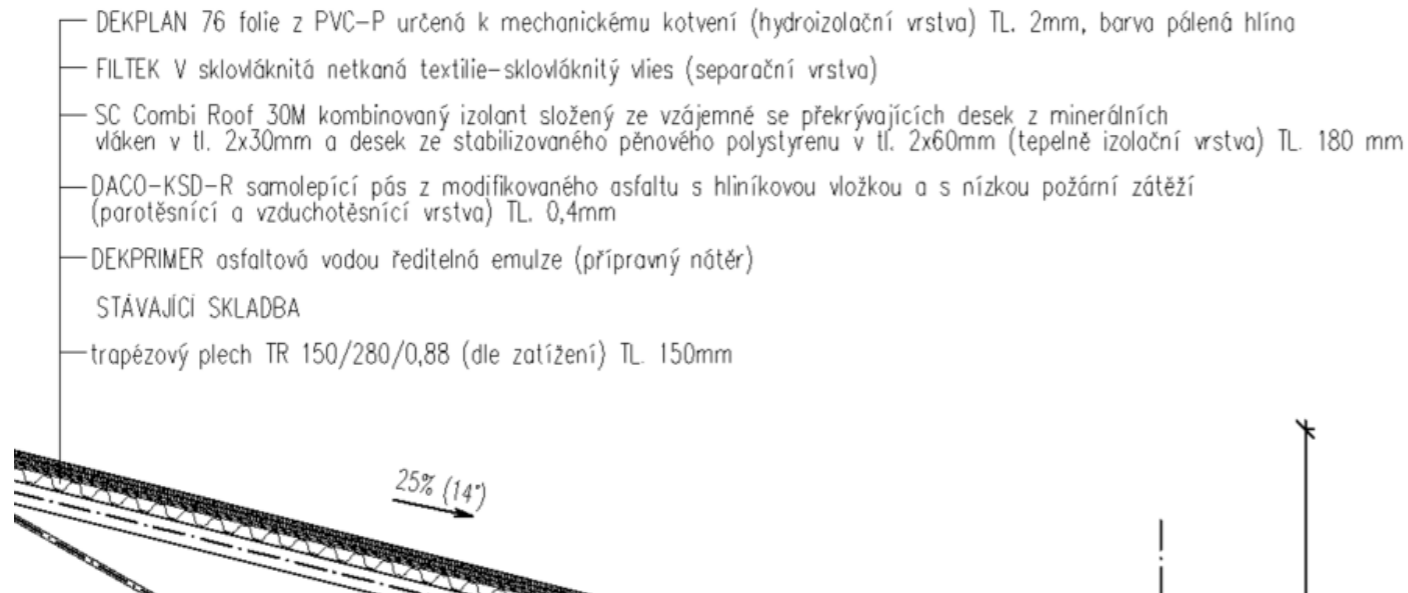 DEKPLAN 76 folie z PVC-P určená k mechanickému kotvení (hydroizolační vrstva) TL. 2mm, barva pálená hlína
FILTEK V sklovláknitá netkaná textilie-sklovláknitý vlies (separační vrstva)
SC Combi Roof 30M kombinovaný izolant složený ze vzájemně se překrývajících desek z minerálních
vláken v tl. 2x30mm a desek ze stabilizovaného pěnového polystyrenu v tl. 2x60mm (tepelně izolační vrstva) TL. 180 mm
DACO-KSD-R samolepící pás z modifikovaného asfaltu s hliníkovou vložkou a s nízkou požární zátěží
(parotěsnící a vzduchotěsnící vrstva) TL. 0,4mm
DEKPRIMER asfaltová vodou ředitelná emulze (přípravný nátěr)
STÁVAJÍCÍ SKLADBA
trapézový plech TR 150/280/0,88 (dle zatížení) TL. 150mm
25% (14°)